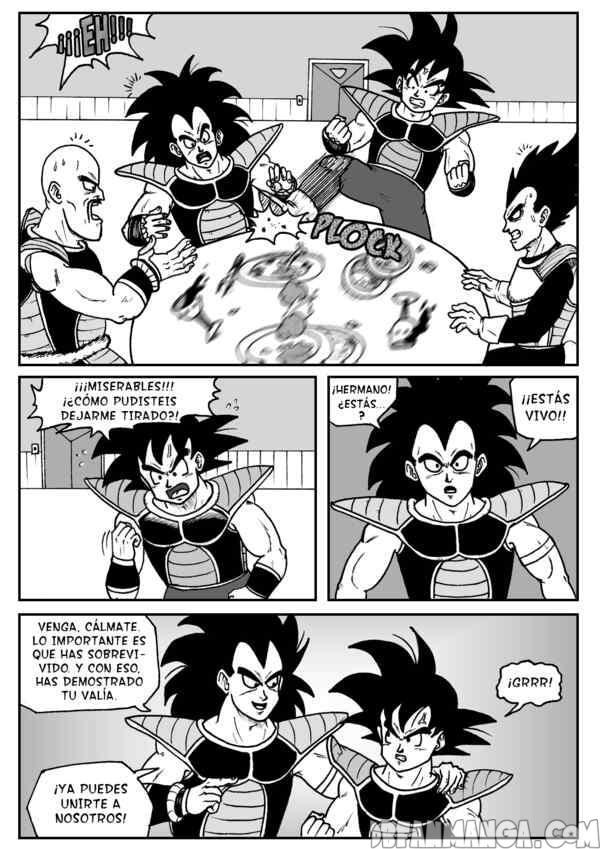 ¡¡¡EH!!!
PLOCK
¡¡¡MISERABLES!!!
¡¿CÓMO PUDISTEIS
DEJARME TIRADO?!
¡HERMANO!
¿ESTÁS...
?
¡¡ESTÁS
VIVO!!
VENGA, CÁLMATE.
LO IMPORTANTE ES
QUE HAS SOBREVI-
VIDO. Y CON ESO,
HAS DEMOSTRADO
TU VALÍA.
¡GRRR!
¡YA PUEDES
UNIRTE A
NOSOTROS!
DBFANMANGA.COM